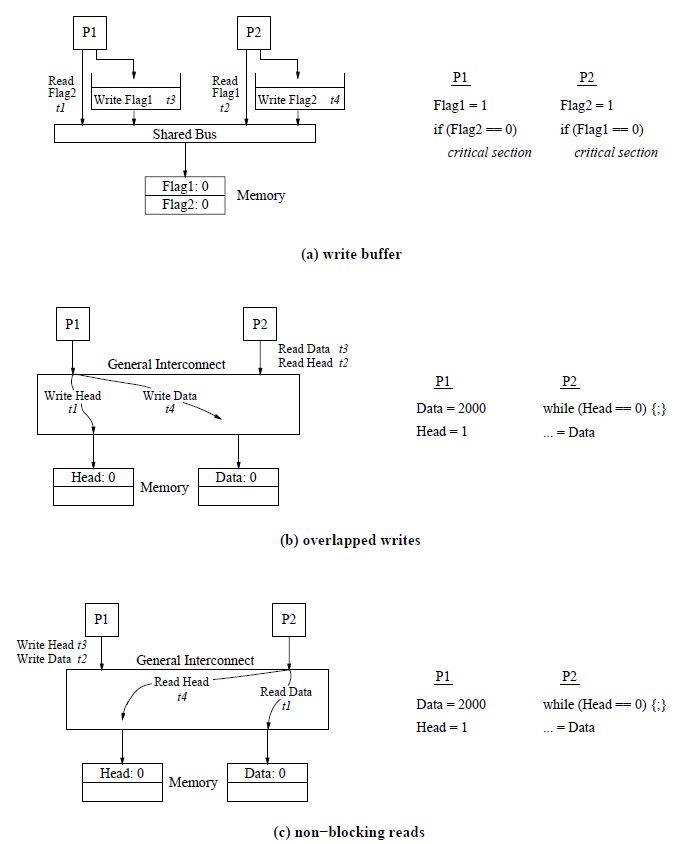 P1
P2
Read
Flag2
t1
Write Flag1 t3
Read
Flag1
t2
Write Flag2 t4
Shared Bus
Flag1: 0
Flag2: 0
Memory
P1 P2
Flag1 = 1 Flag2 = 1
if (Flag2 == 0) if (Flag1 == 0)
critical section critical section
(a) write buffer
P1
P2
Read Data t3
Read Head t2
General Interconnect
Write Head
t1
Write Data
t4
Head: 0
Memory
Data: 0
P1 P2
Data = 2000 while (Head == 0) {;}
Head = 1 ... = Data
(b) overlapped writes
P1
P2
Write Head t3
Write Data t2
General Interconnect
Read Head
t4
Read Data
t1
Head: 0
Memory
Data: 0
P1 P2
Data = 2000 while (Head == 0) {;}
Head = 1 ... = Data
(c) non−blocking reads